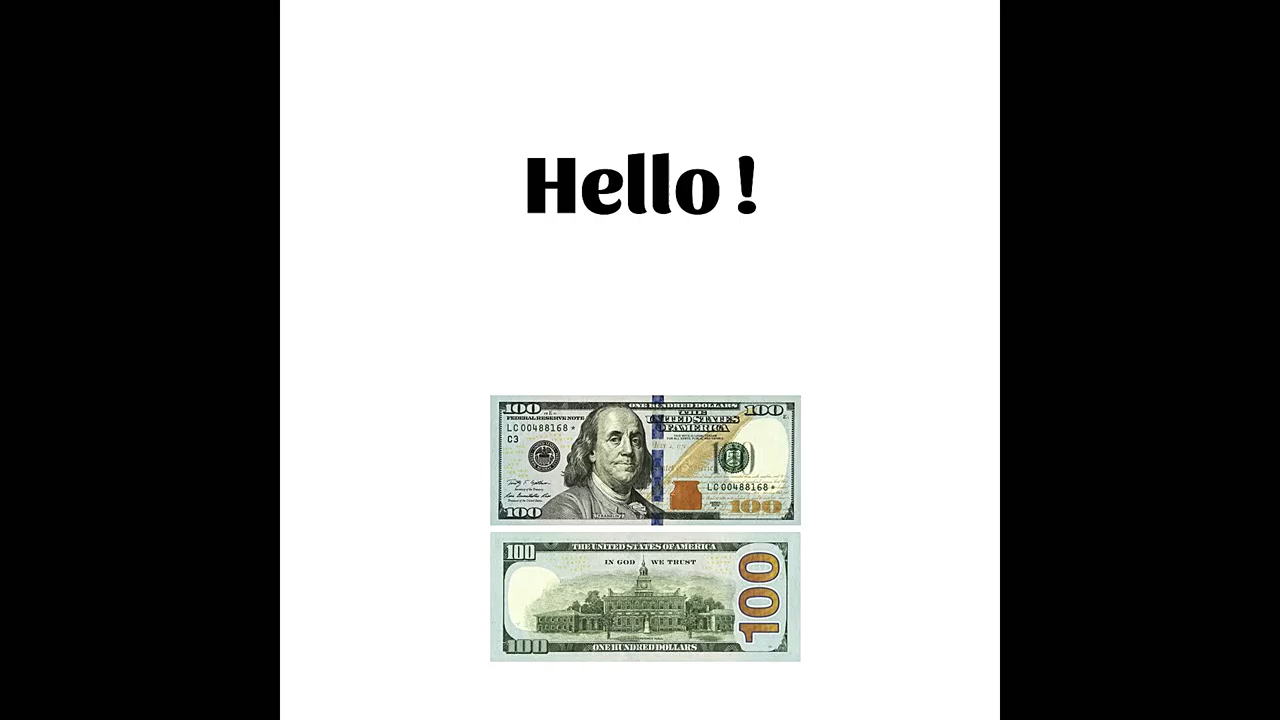 Hello !
ONE HUNDRED DOLLARS
100
100
FEDERAL RESERVE NOTE
THE
UNITED STATES
OF AMERICA
LC 00488168 *
C3
100
LC 00488168 *
100
100
THE UNITED STATES OF AMERICA
100
IN GOD WE TRUST
100
100
ONE HUNDRED DOLLARS